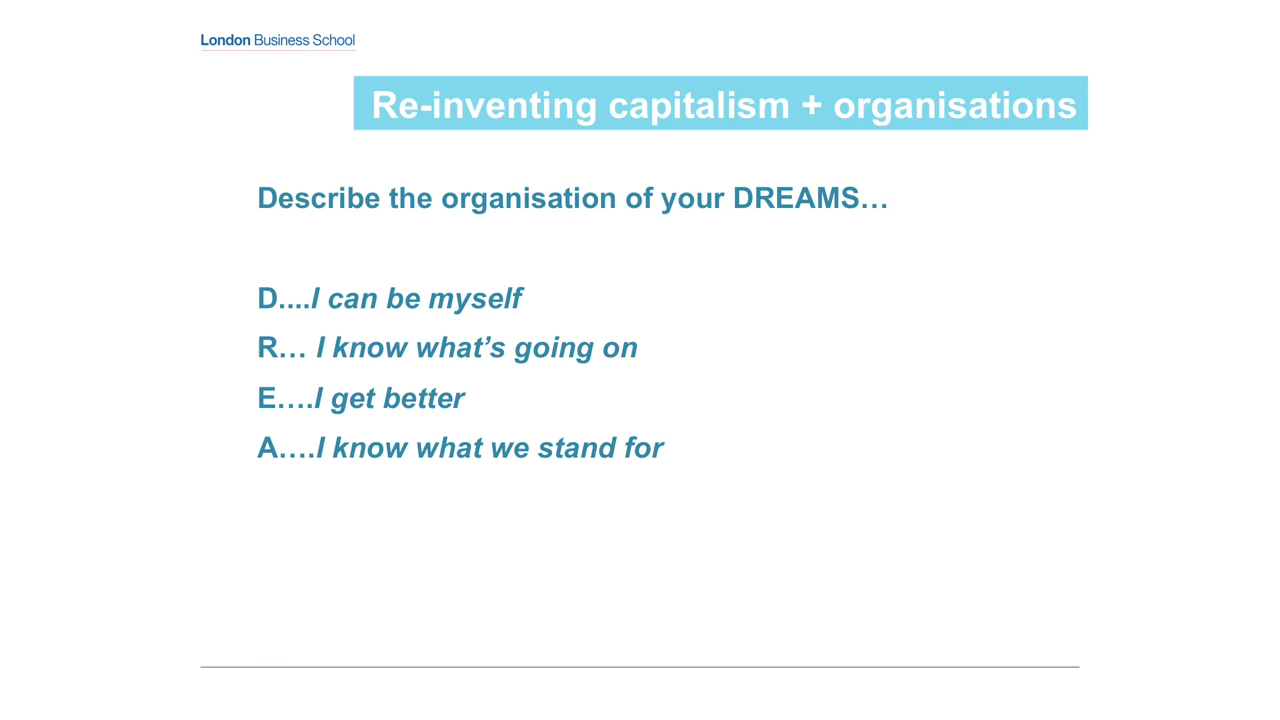 London Business School
Re-inventing capitalism + organisations
Describe the organisation of your DREAMS…
D....I can be myself
R… I know what’s going on
E….I get better
A….I know what we stand for